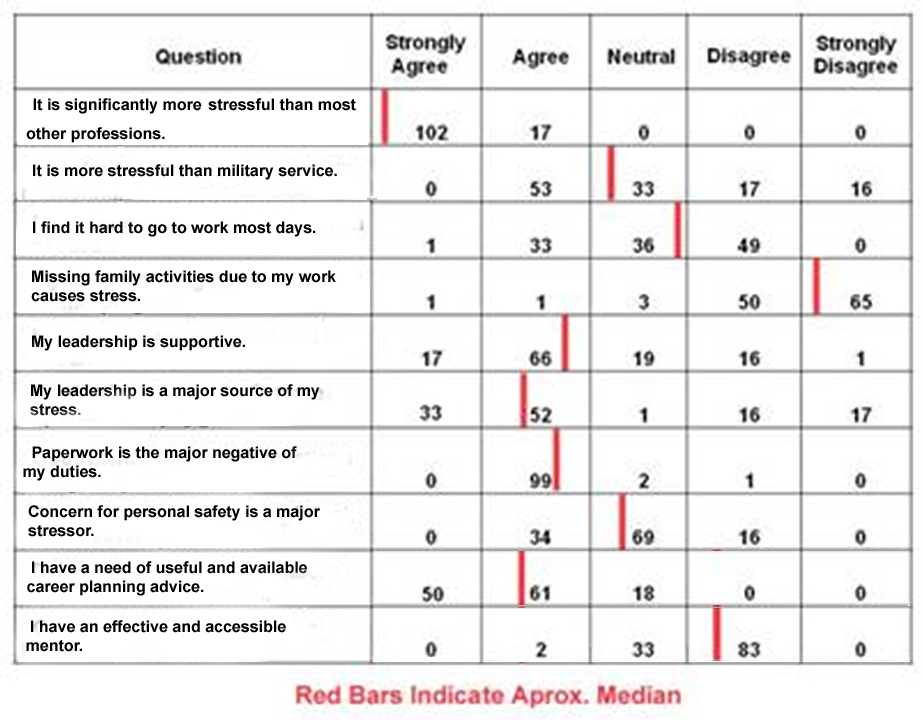 Question Strongly Agree Agree Neutral Disagree Strongly Disagree
It is significantly more stressful than most
other professions. 102 17 0 0 0
It is more stressful than military service. 0 53 33 17 16
I find it hard to go to work most days. 1 33 36 49 0
Missing family activities due to my work
causes stress. 1 1 3 50 65
My leadership is supportive. 17 66 19 16 1
My leadership is a major source of my
stress. 33 52 1 16 17
Paperwork is the major negative of
my duties. 0 99 2 1 0
Concern for personal safety is a major
stressor. 0 34 69 16 0
I have a need of useful and available
career planning advice. 50 61 18 0 0
I have an effective and accessible
mentor. 0 2 33 83 0
Red Bars Indicate Aprox. Median